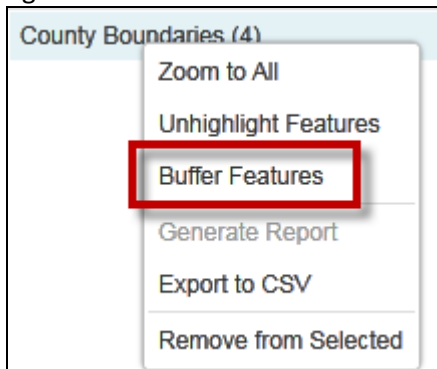 County Boundaries (4)
Zoom to All
Unhighlight Features
Buffer Features
Generate Report
Export to CSV
Remove from Selected